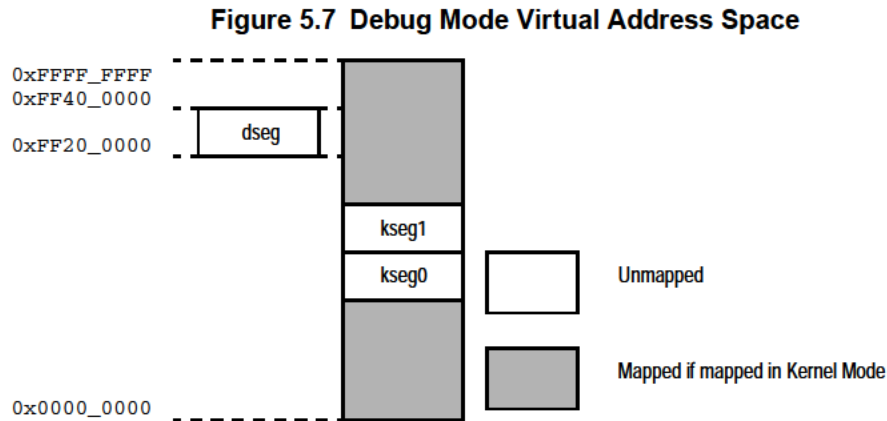 Figure 5.7 Debug Mode Virtual Address Space
0xFFFF_FFFF
0xFF40_0000
dseg
0xFF20_0000
kseg1
kseg0
Unmapped
Mapped if mapped in Kernel Mode
0x0000_0000